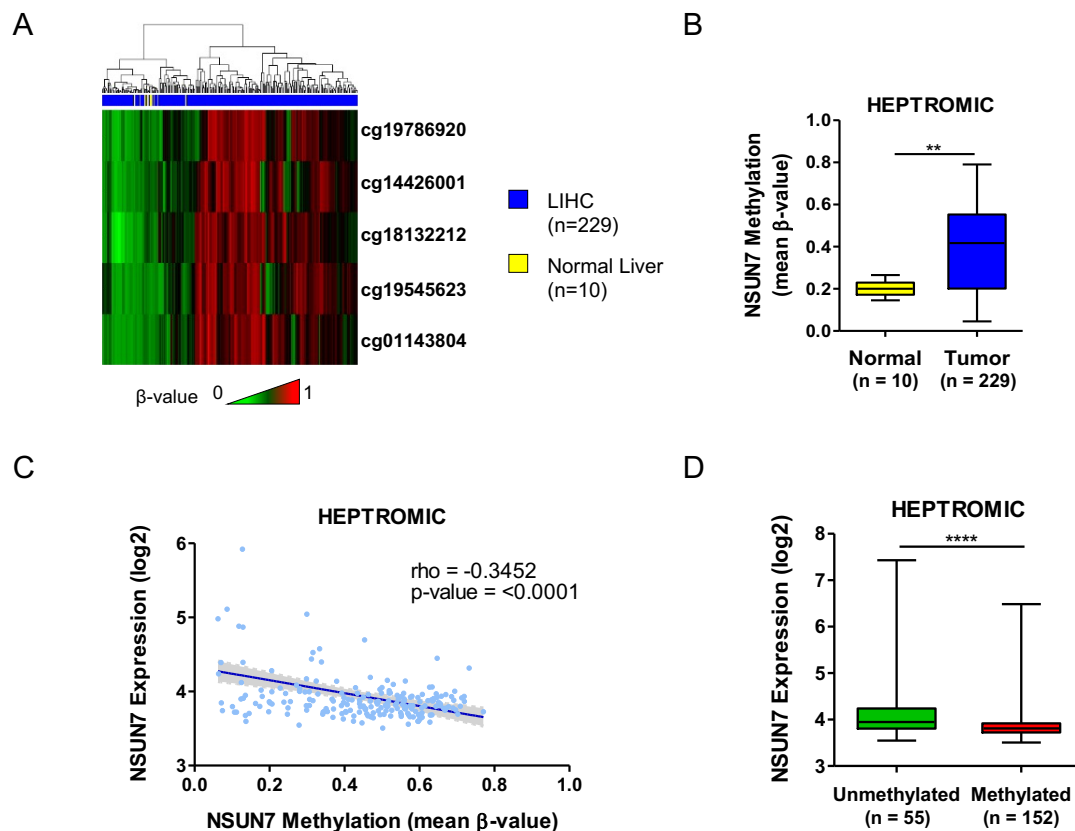 A
cg19786920
cg14426001
cg18132212
cg19545623
cg01143804
LIHC
(n=229)
Normal Liver
(n=10)
β-value 0 1
B
HEPTROMIC
NSUN7 Methylation
(mean β-value)
1.0
0.8
0.6
0.4
0.2
0.0
**
Normal Tumor
(n = 10) (n = 229)
C
HEPTROMIC
NSUN7 Expression (log2)
6
5
4
3
rho = -0.3452
p-value = <0.0001
0.0 0.2 0.4 0.6 0.8 1.0
NSUN7 Methylation (mean β-value)
D
HEPTROMIC
NSUN7 Expression (log2)
8
7
6
5
4
3
****
Unmethylated Methylated
(n = 55) (n = 152)